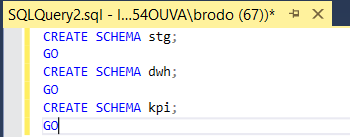 SQLQuery2.sql - I...54OUVA\brodo (67))*
CREATE SCHEMA stg;
GO
CREATE SCHEMA dwh;
GO
CREATE SCHEMA kpi;
GO